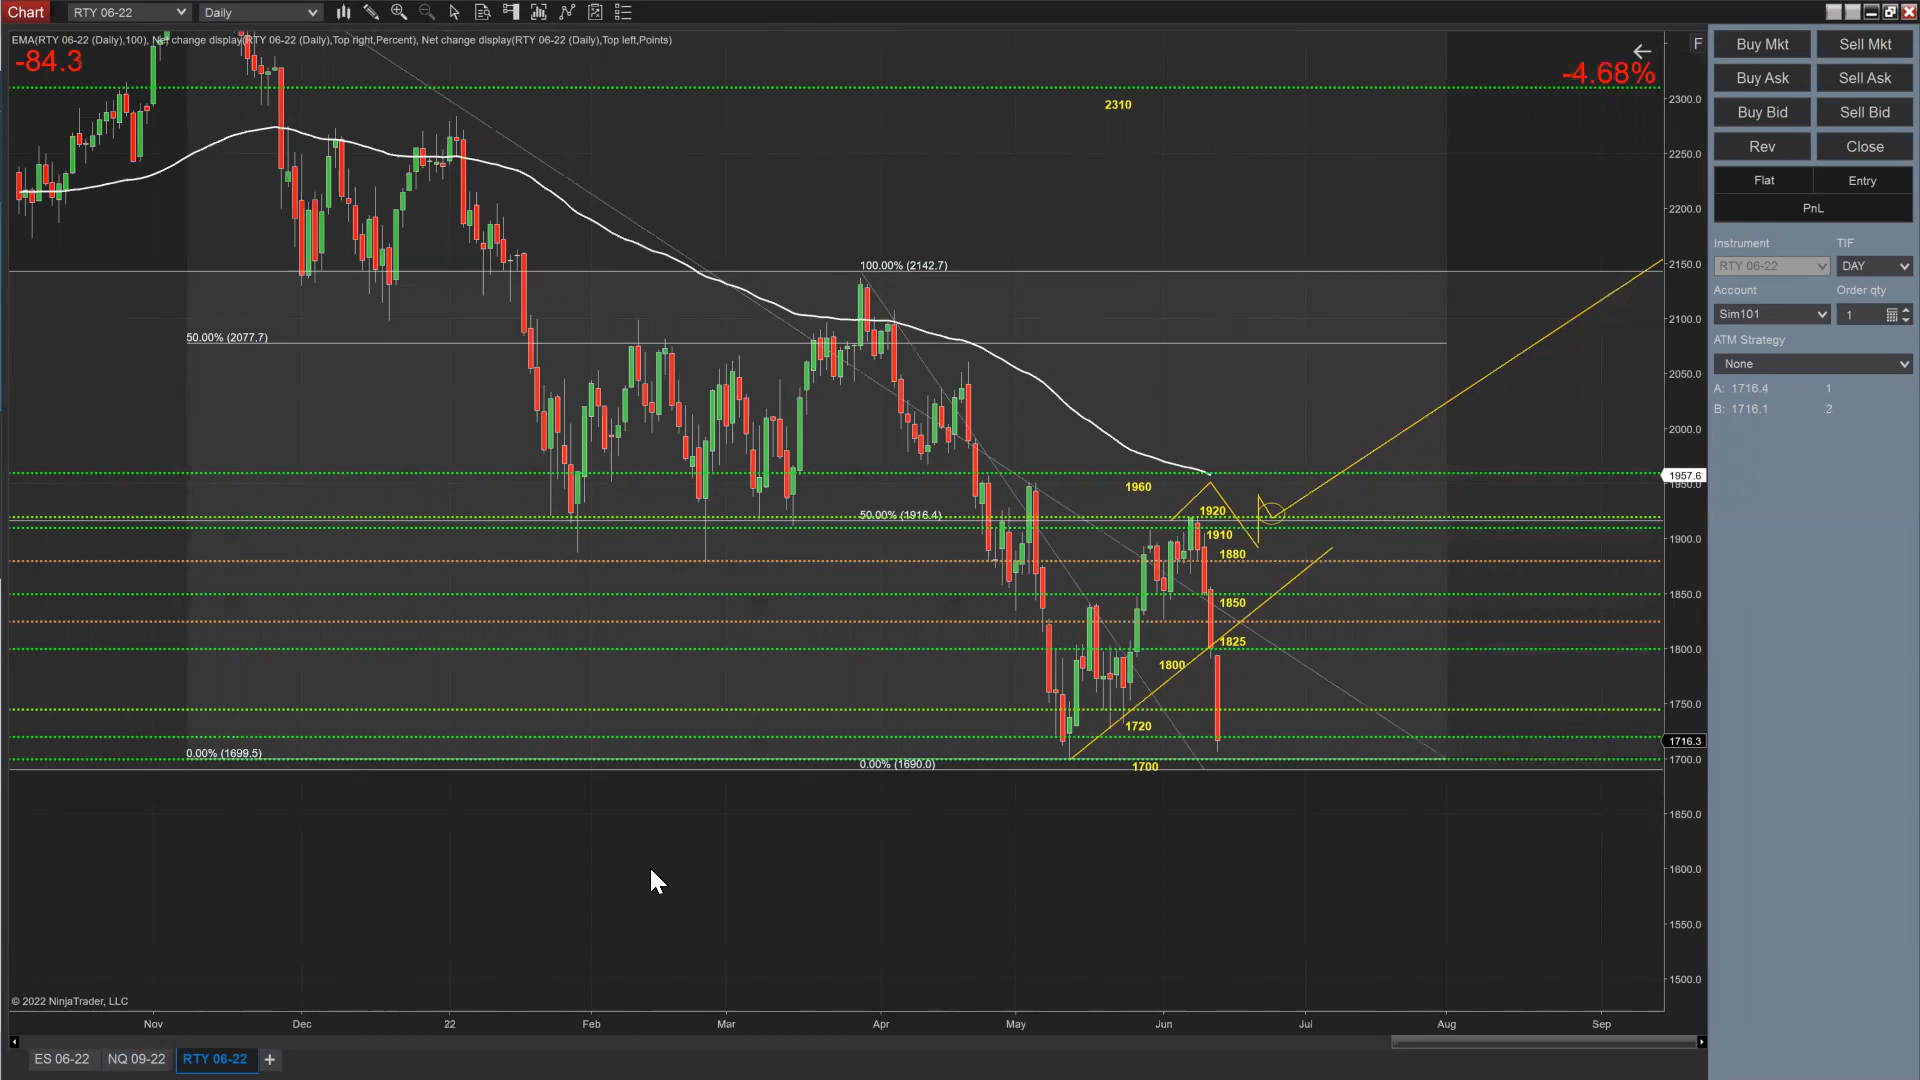 Chart RTY 06-22 Daily
EMA(RTY 06-22 (Daily),100), Net change display(RTY 06-22 (Daily),Top right,Percent), Net change display(RTY 06-22 (Daily),Top left,Points)
-84.3
-4.68%
F
2310
100.00% (2142.7)
50.00% (2077.7)
1960
50.00% (1916.4)
1920
1910
1880
1850
1825
1800
1720
0.00% (1699.5)
0.00% (1690.0)
1700
2300.0
2250.0
2200.0
2150.0
2100.0
2050.0
2000.0
1957.6
1950.0
1900.0
1850.0
1800.0
1750.0
1716.3
1700.0
1650.0
1600.0
1550.0
1500.0
© 2022 NinjaTrader, LLC
Nov Dec 22 Feb Mar Apr May Jun Jul Aug Sep
ES 06-22 NQ 09-22 RTY 06-22 +
Buy Mkt Sell Mkt
Buy Ask Sell Ask
Buy Bid Sell Bid
Rev Close
Flat Entry
PnL
Instrument TIF
RTY 06-22 DAY
Account Order qty
Sim101 1
ATM Strategy
None
A: 1716.4 1
B: 1716.1 2